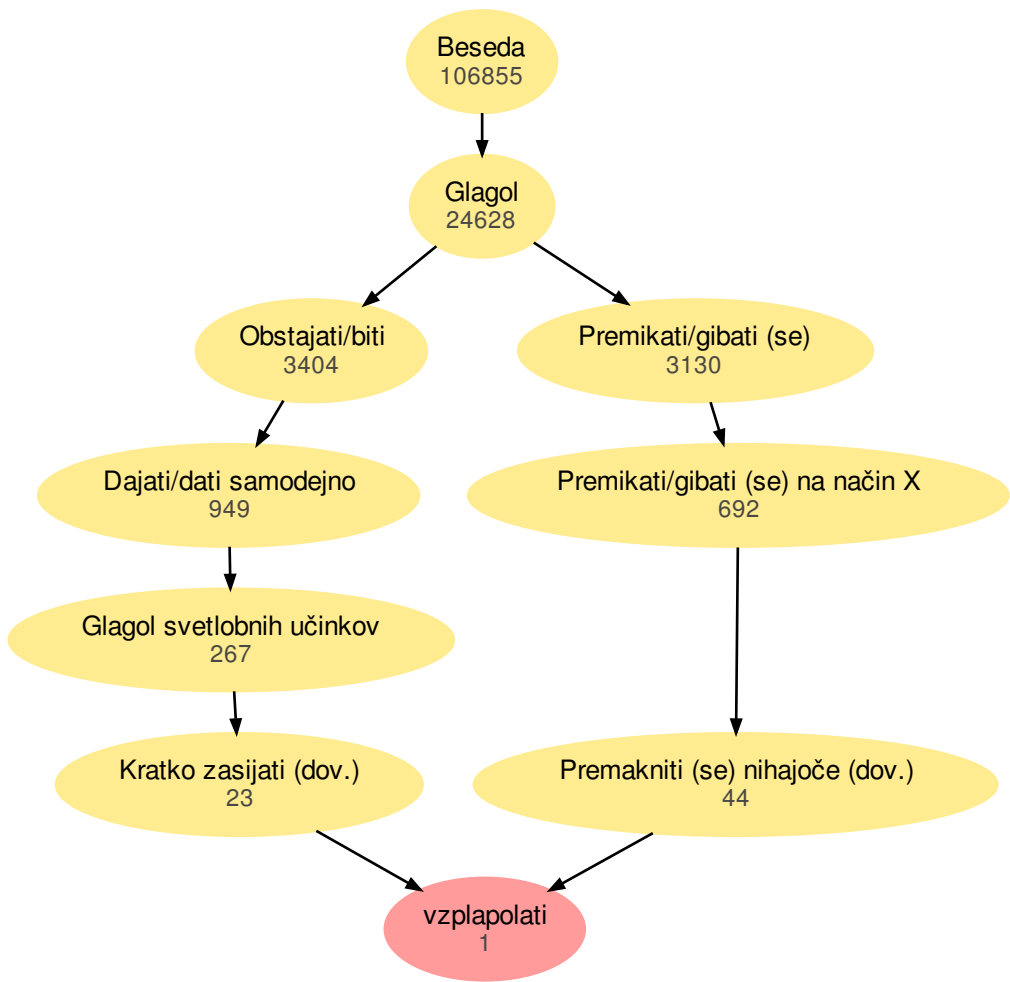 Beseda
106855
Glagol
24628
Obstajati/biti
3404
Premikati/gibati (se)
3130
Dajati/dati samodejno
949
Premikati/gibati (se) na način X
692
Glagol svetlobnih učinkov
267
Kratko zasijati (dov.)
23
Premakniti (se) nihajoče (dov.)
44
vzplapolati
1